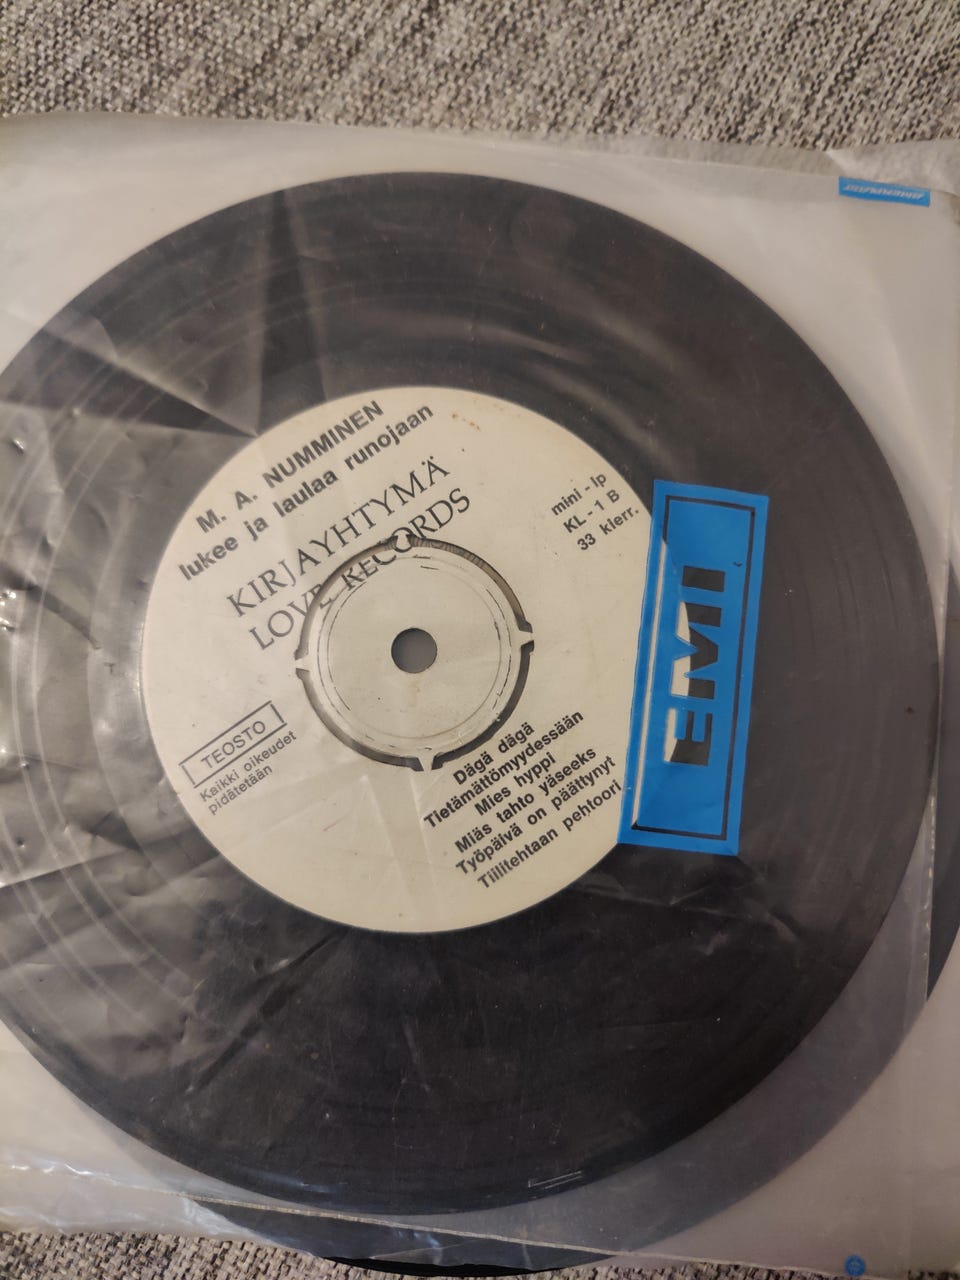 M. A. NUMMINEN
lukee ja laulaa runojaan
KIRJAYHTYMÄ
LOVE RECORDS
mini - lp
KL - 1 B
33 kierr.
EMI
TEOSTO
Kaikki oikeudet
pidätetään
Dägä dägä
Tietämättömyydessään
Mies hyppi
Miäs tahto yäseeks
Työpäivä on päättynyt
Tiilitehtaan pehtoori